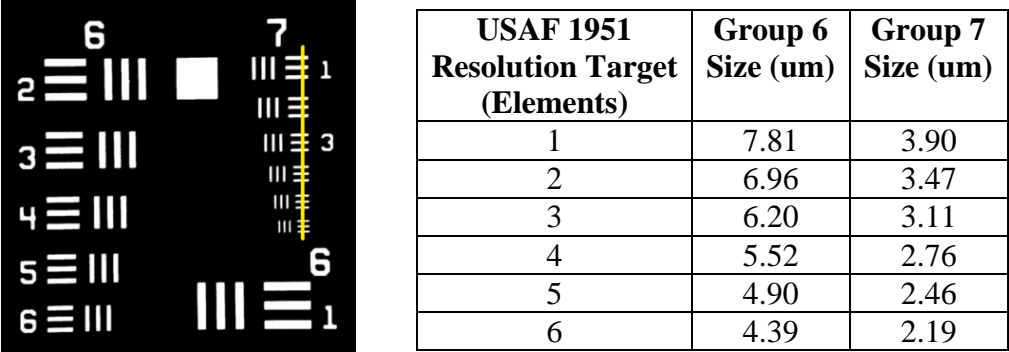 6 7
2 1
3 3
4
5 6
6 1
USAF 1951 Resolution Target (Elements) Group 6 Size (um) Group 7 Size (um)
1 7.81 3.90
2 6.96 3.47
3 6.20 3.11
4 5.52 2.76
5 4.90 2.46
6 4.39 2.19